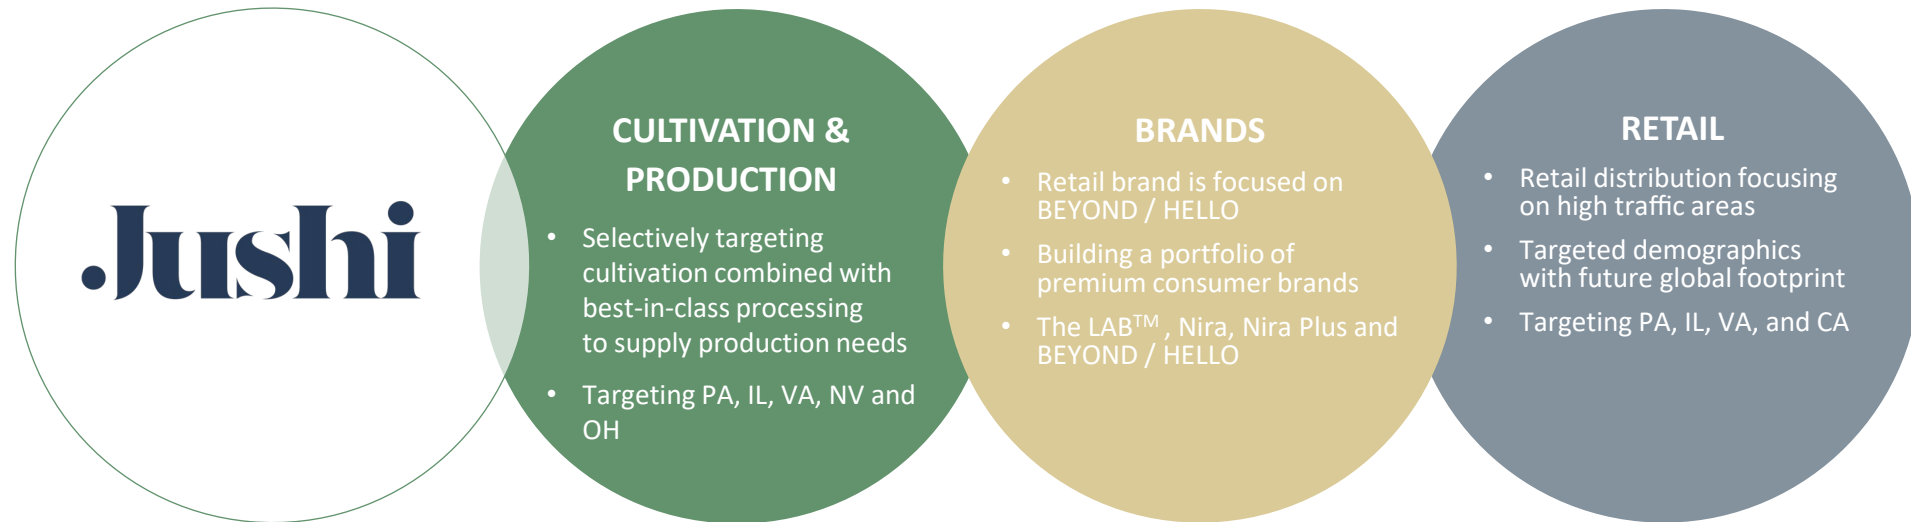 Jushi
CULTIVATION &
PRODUCTION
• Selectively targeting
cultivation combined with
best-in-class processing
to supply production needs
• Targeting PA, IL, VA, NV and
OH
BRANDS
• Retail brand is focused on
BEYOND / HELLO
• Building a portfolio of
premium consumer brands
• The LAB™ , Nira, Nira Plus and
BEYOND / HELLO
RETAIL
• Retail distribution focusing
on high traffic areas
• Targeted demographics
with future global footprint
• Targeting PA, IL, VA, and CA